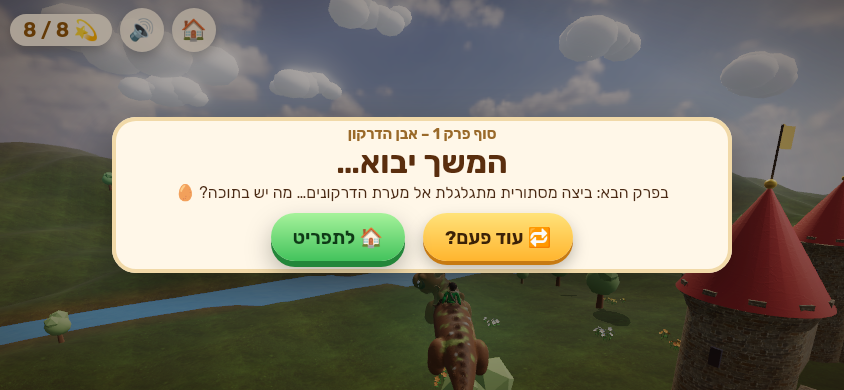 8 / 8
סוף פרק 1 – אבן הדרקון
המשך יבוא...
בפרק הבא: ביצה מסתורית מתגלגלת אל מערת הדרקונים... מה יש בתוכה?
עוד פעם?
לתפריט